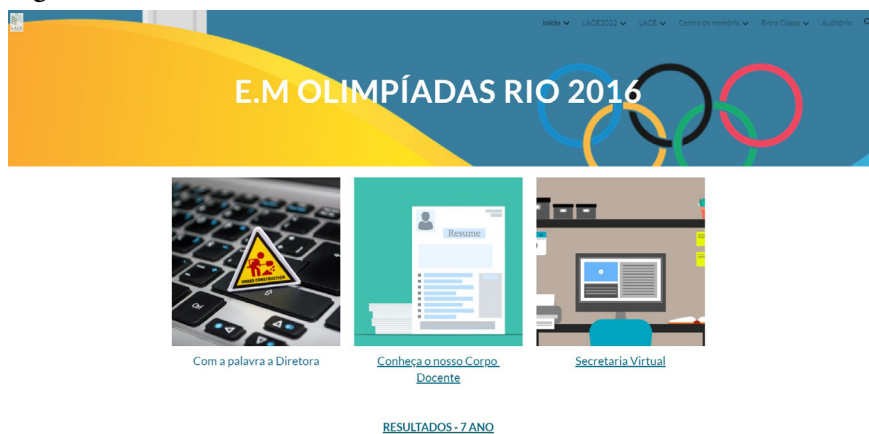 Início LACE2022 LACE Centro de memória Extra Classe Auditório
E.M OLIMPÍADAS RIO 2016
Resume
UNDER CONSTRUCTION
Ctrl
Com a palavra a Diretora
Conheça o nosso Corpo
Docente
Secretaria Virtual
RESULTADOS - 7 ANO